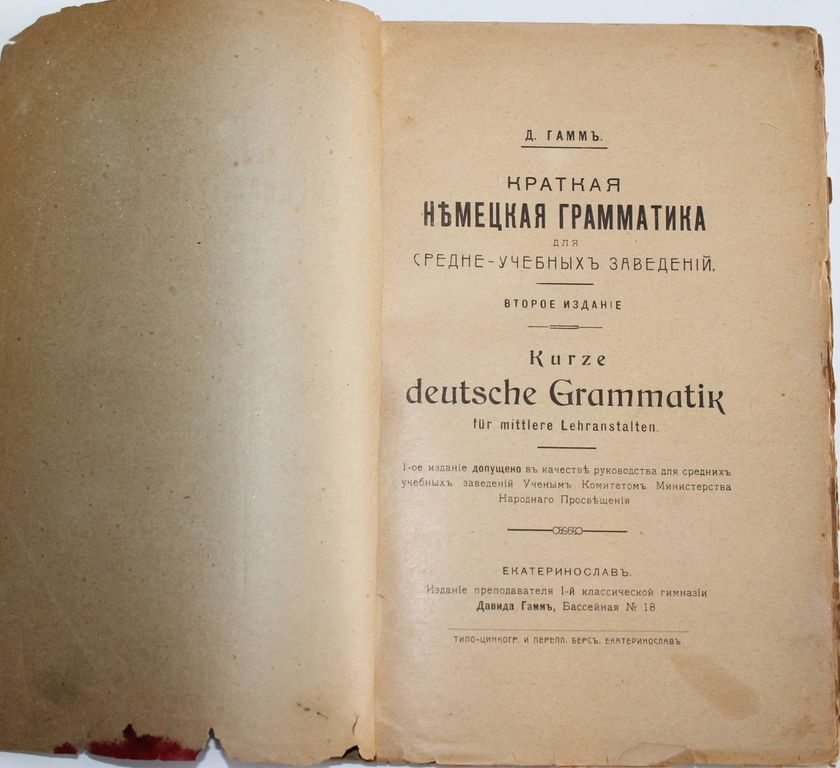 Д. ГАММЪ.
КРАТКАЯ
НѢМЕЦКАЯ ГРАММАТИКА
ДЛЯ
СРЕДНЕ-УЧЕБНЫХЪ ЗАВЕДЕНІЙ.
ВТОРОЕ ИЗДАНІЕ
Kurze
deutsche Grammatik
für mittlere Lehranstalten.
1-ое изданіе допущено въ качествѣ руководства для среднихъ
учебныхъ заведеній Ученымъ Комитетомъ Министерства
Народнаго Просвѣщенія
ЕКАТЕРИНОСЛАВЪ.
Изданіе преподавателя 1-й классической гимназіи
Давида Гаммъ, Бассейная № 18
ТИПО-ЦИНКОГР. И ПЕРЕПЛ. БЕРСЪ. ЕКАТЕРИНОСЛАВЪ